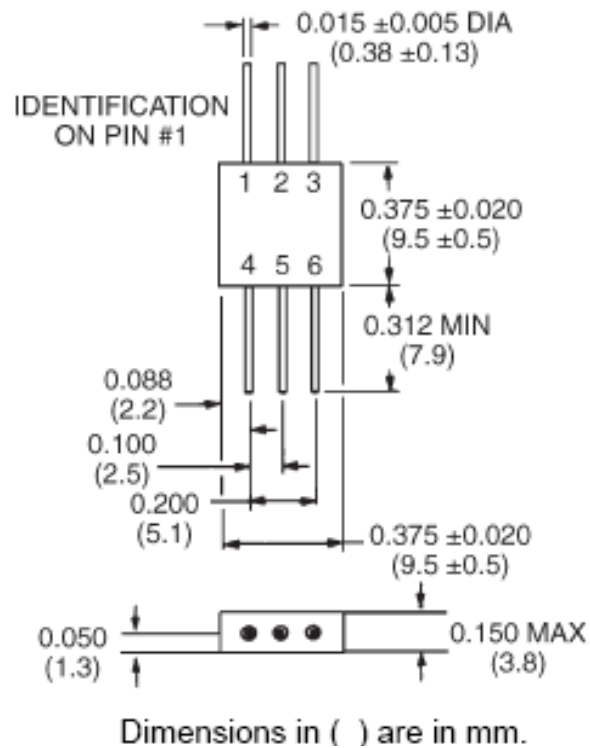 0.015 ±0.005 DIA
(0.38 ±0.13)
IDENTIFICATION
ON PIN #1
1 2 3
0.375 ±0.020
(9.5 ±0.5)
4 5 6
0.312 MIN
(7.9)
0.088
(2.2)
0.100
(2.5)
0.200
(5.1)
0.375 ±0.020
(9.5 ±0.5)
0.050
(1.3)
0.150 MAX
(3.8)
Dimensions in ( ) are in mm.